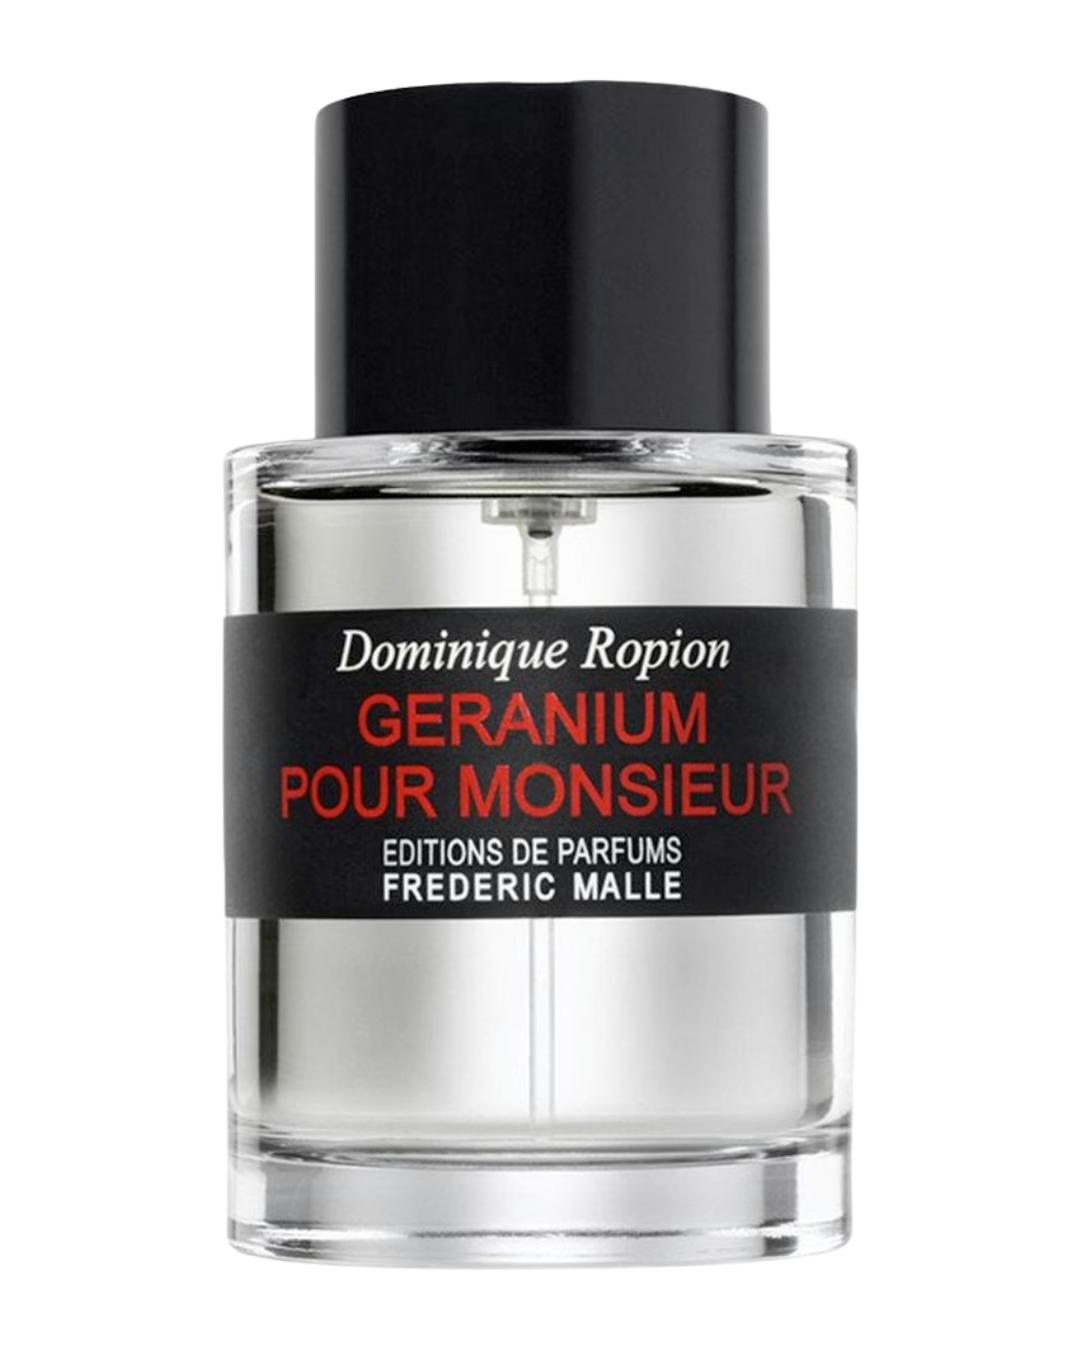 Dominique Ropion
GERANIUM
POUR MONSIEUR
EDITIONS DE PARFUMS
FREDERIC MALLE